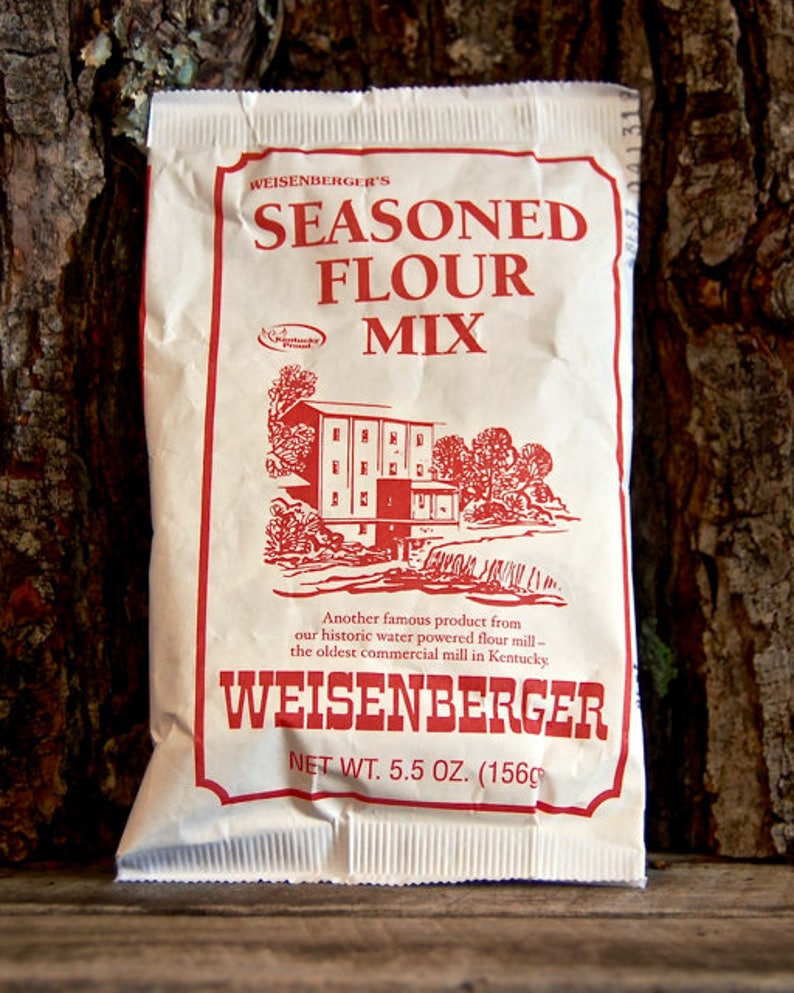 WEISENBERGER'S
SEASONED
FLOUR
MIX
Kentucky
Proud
Another famous product from
our historic water powered flour mill –
the oldest commercial mill in Kentucky.
WEISENBERGER
NET WT. 5.5 OZ. (156g